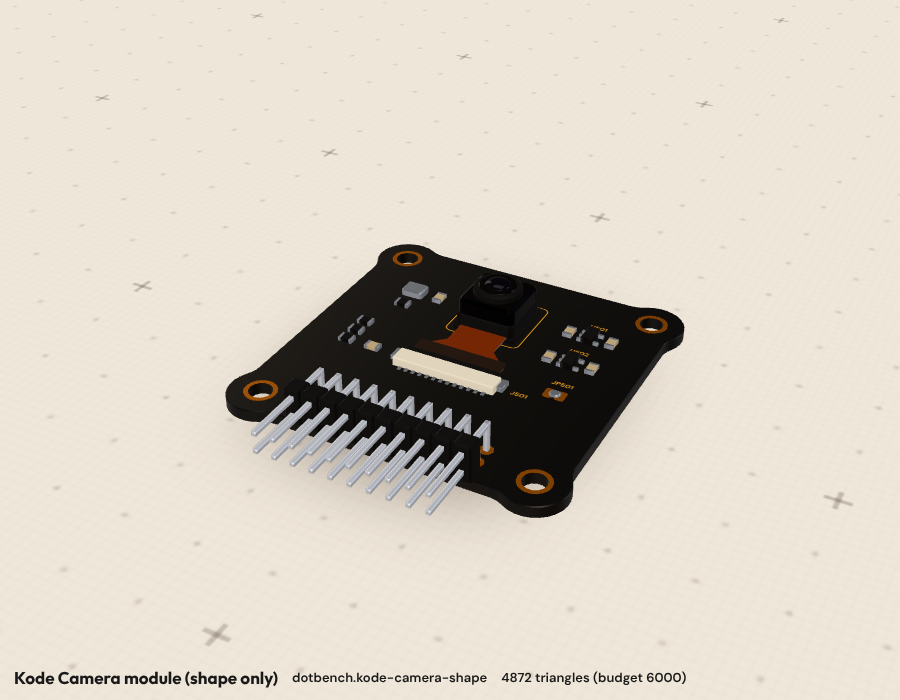 JP501
J501
Kode Camera module (shape only) dotbench.kode-camera-shape 4872 triangles (budget 6000)